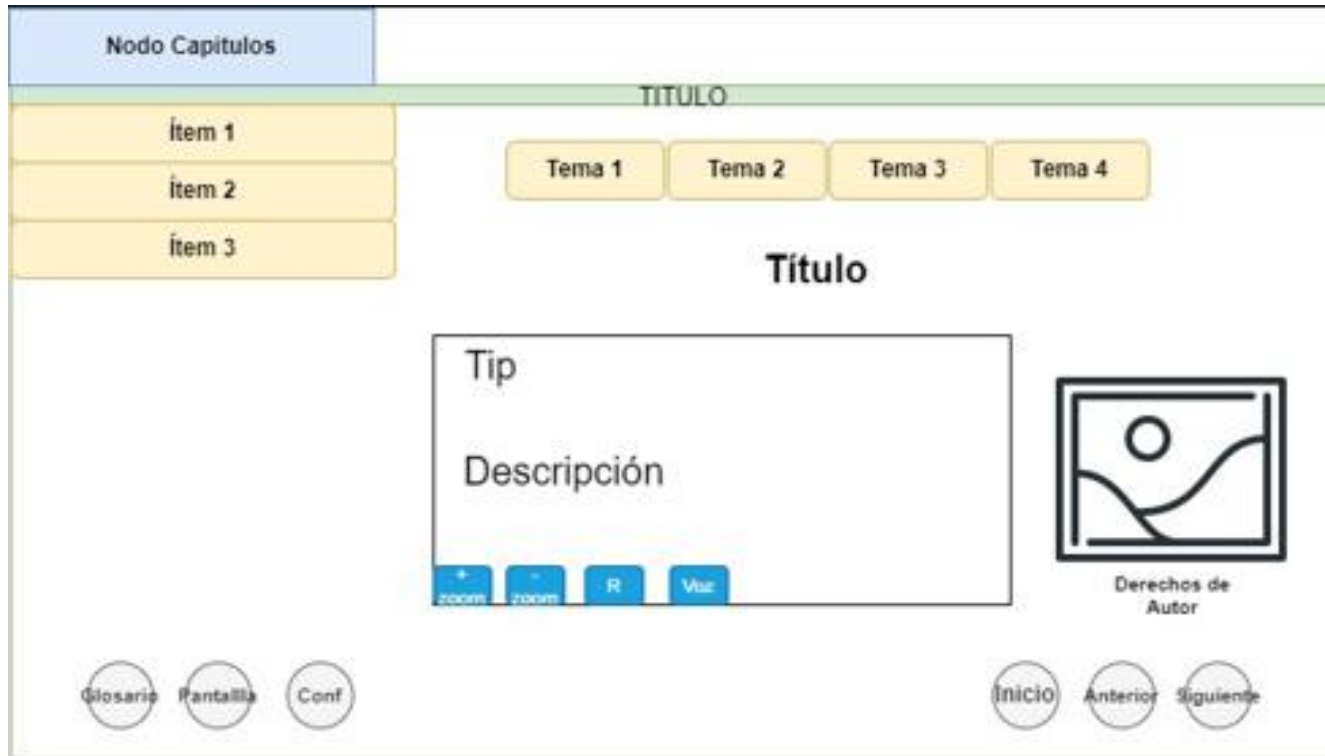 Nodo Capitulos
TITULO
Ítem 1
Ítem 2
Ítem 3
Tema 1
Tema 2
Tema 3
Tema 4
Título
Tip
Descripción
+
zoom
-
zoom
R
Voz
Derechos de
Autor
Glosario
Pantallla
Conf
Inicio
Anterior
Siguiente